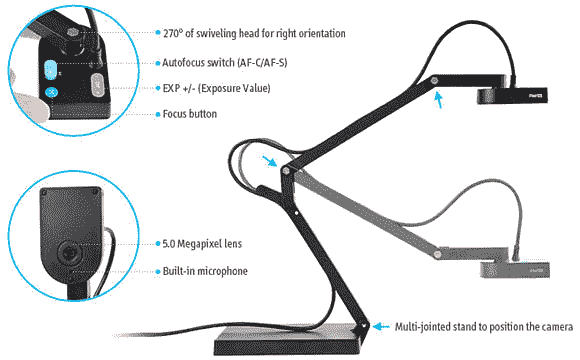 270° of swiveling head for right orientation
Autofocus switch (AF-C/AF-S)
EXP +/- (Exposure Value)
Focus button
5.0 Megapixel lens
Built-in microphone
Multi-jointed stand to position the camera